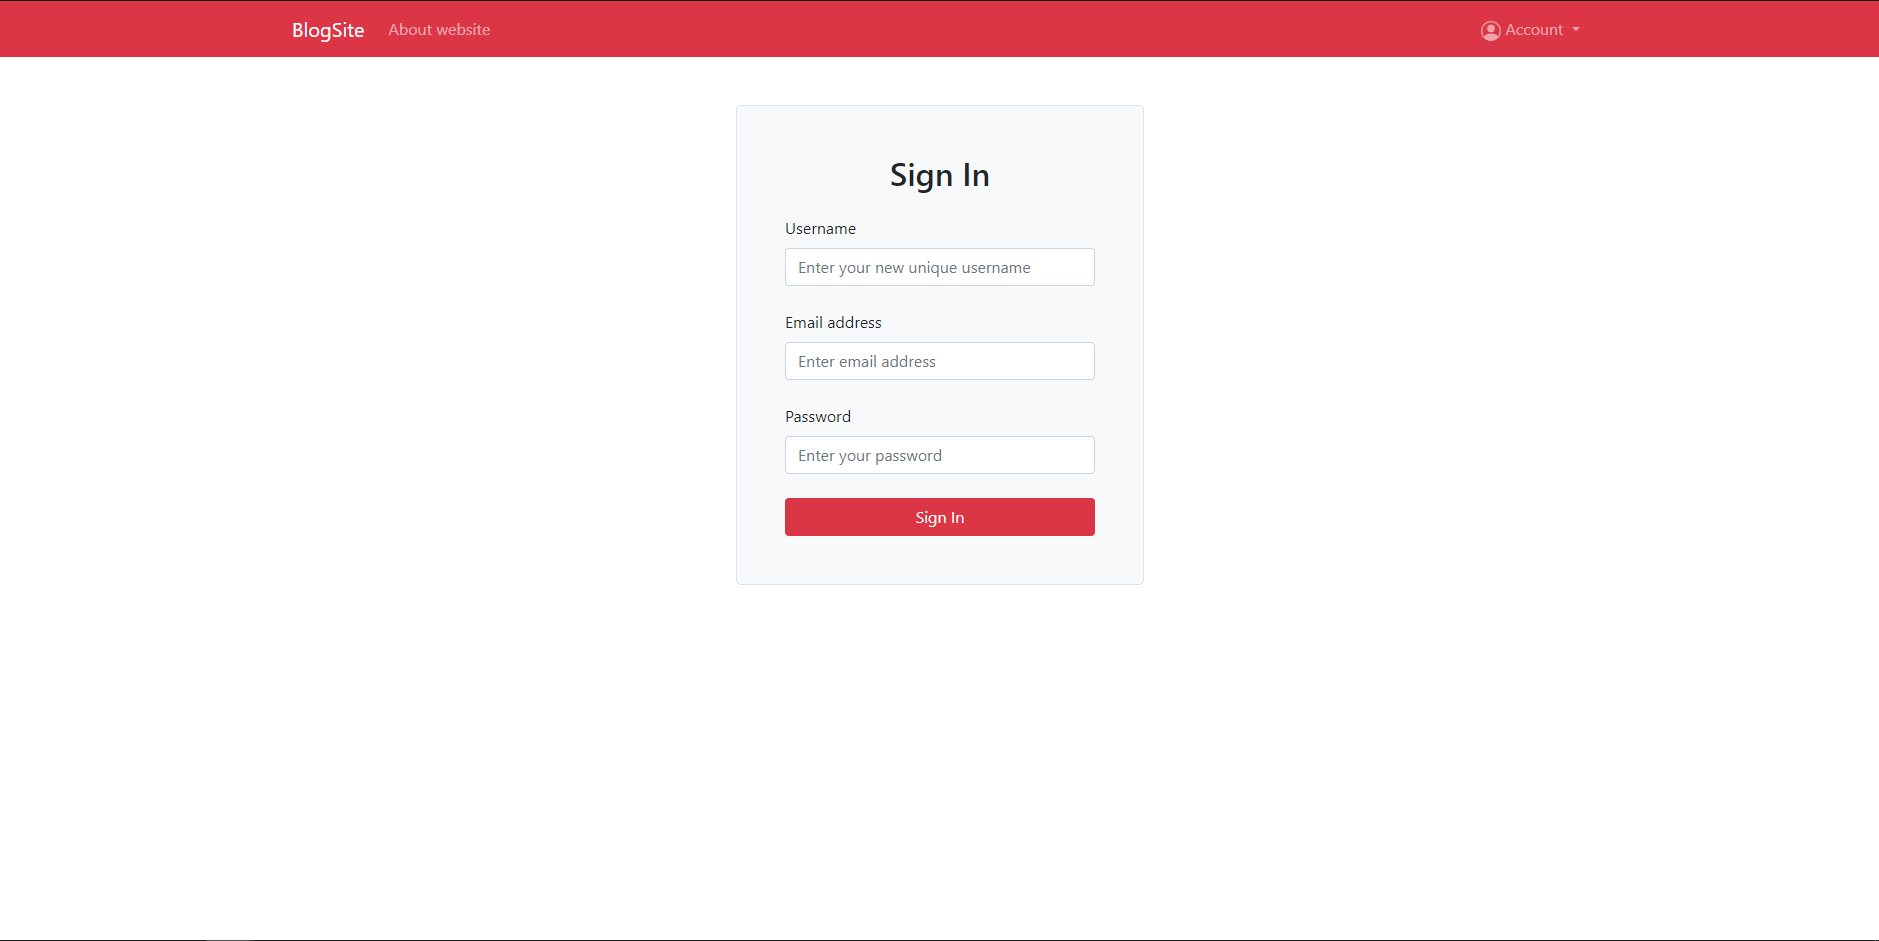 BlogSite About website Account
Sign In
Username
Enter your new unique username
Email address
Enter email address
Password
Enter your password
Sign In